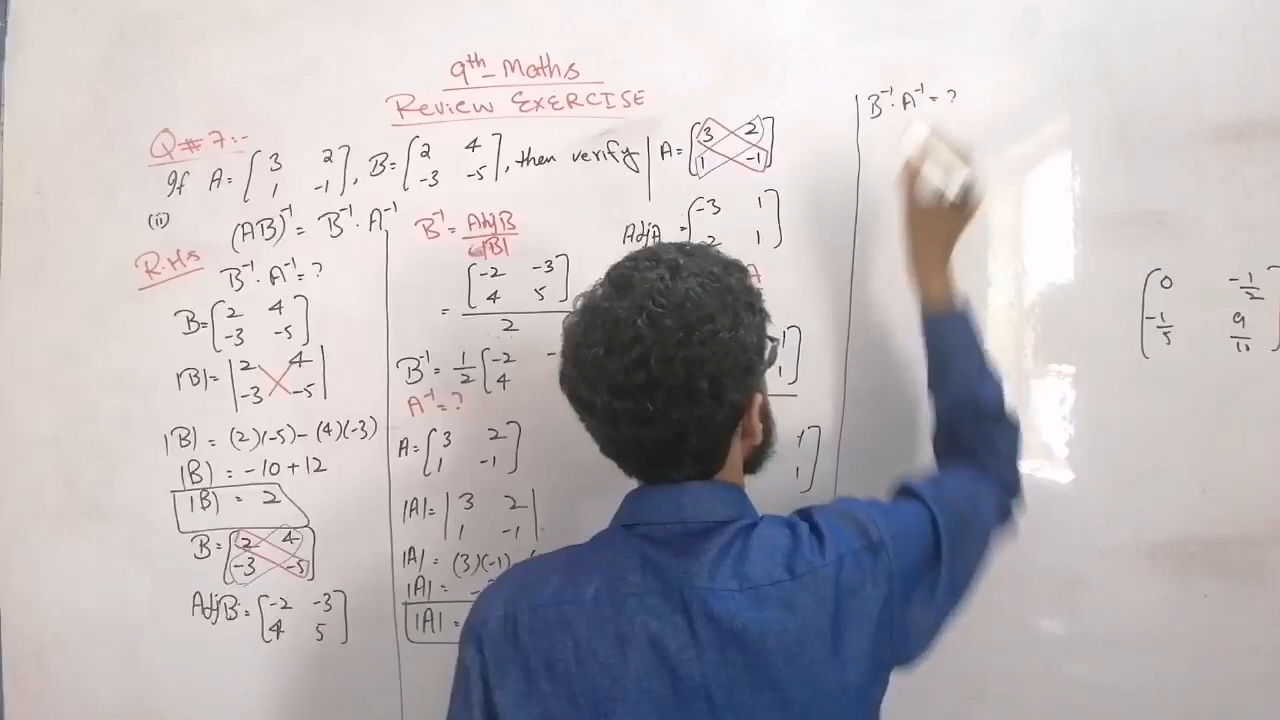 9th - Maths
Review EXERCISE
Q # 7:-
If A = [3 2 1 -1], B = [2 4 -3 -5], then verify
(ii) (AB)⁻¹ = B⁻¹ . A⁻¹
R.Hs
B⁻¹ . A⁻¹ = ?
B = [2 4 -3 -5]
|B| = |2 4 -3 -5|
|B| = (2)(-5) - (4)(-3)
|B| = -10 + 12
|B| = 2
B = [2 4 -3 -5]
AdjB = [-2 -3 4 5]
B⁻¹ = AdjB / |B|
= [-2 -3 4 5] / 2
B⁻¹ = 1/2 [-2 4
A⁻¹ = ?
A = [3 2 1 -1]
|A| = |3 2 1 -1|
|A| = (3)(-1)
|A| = -
|A| =
A = [3 2 1 -1]
AdjA = [-3 1 -2 1]
A
1]
1]
B⁻¹ . A⁻¹ = ?
[0 -1/2
-1/5 9/10]